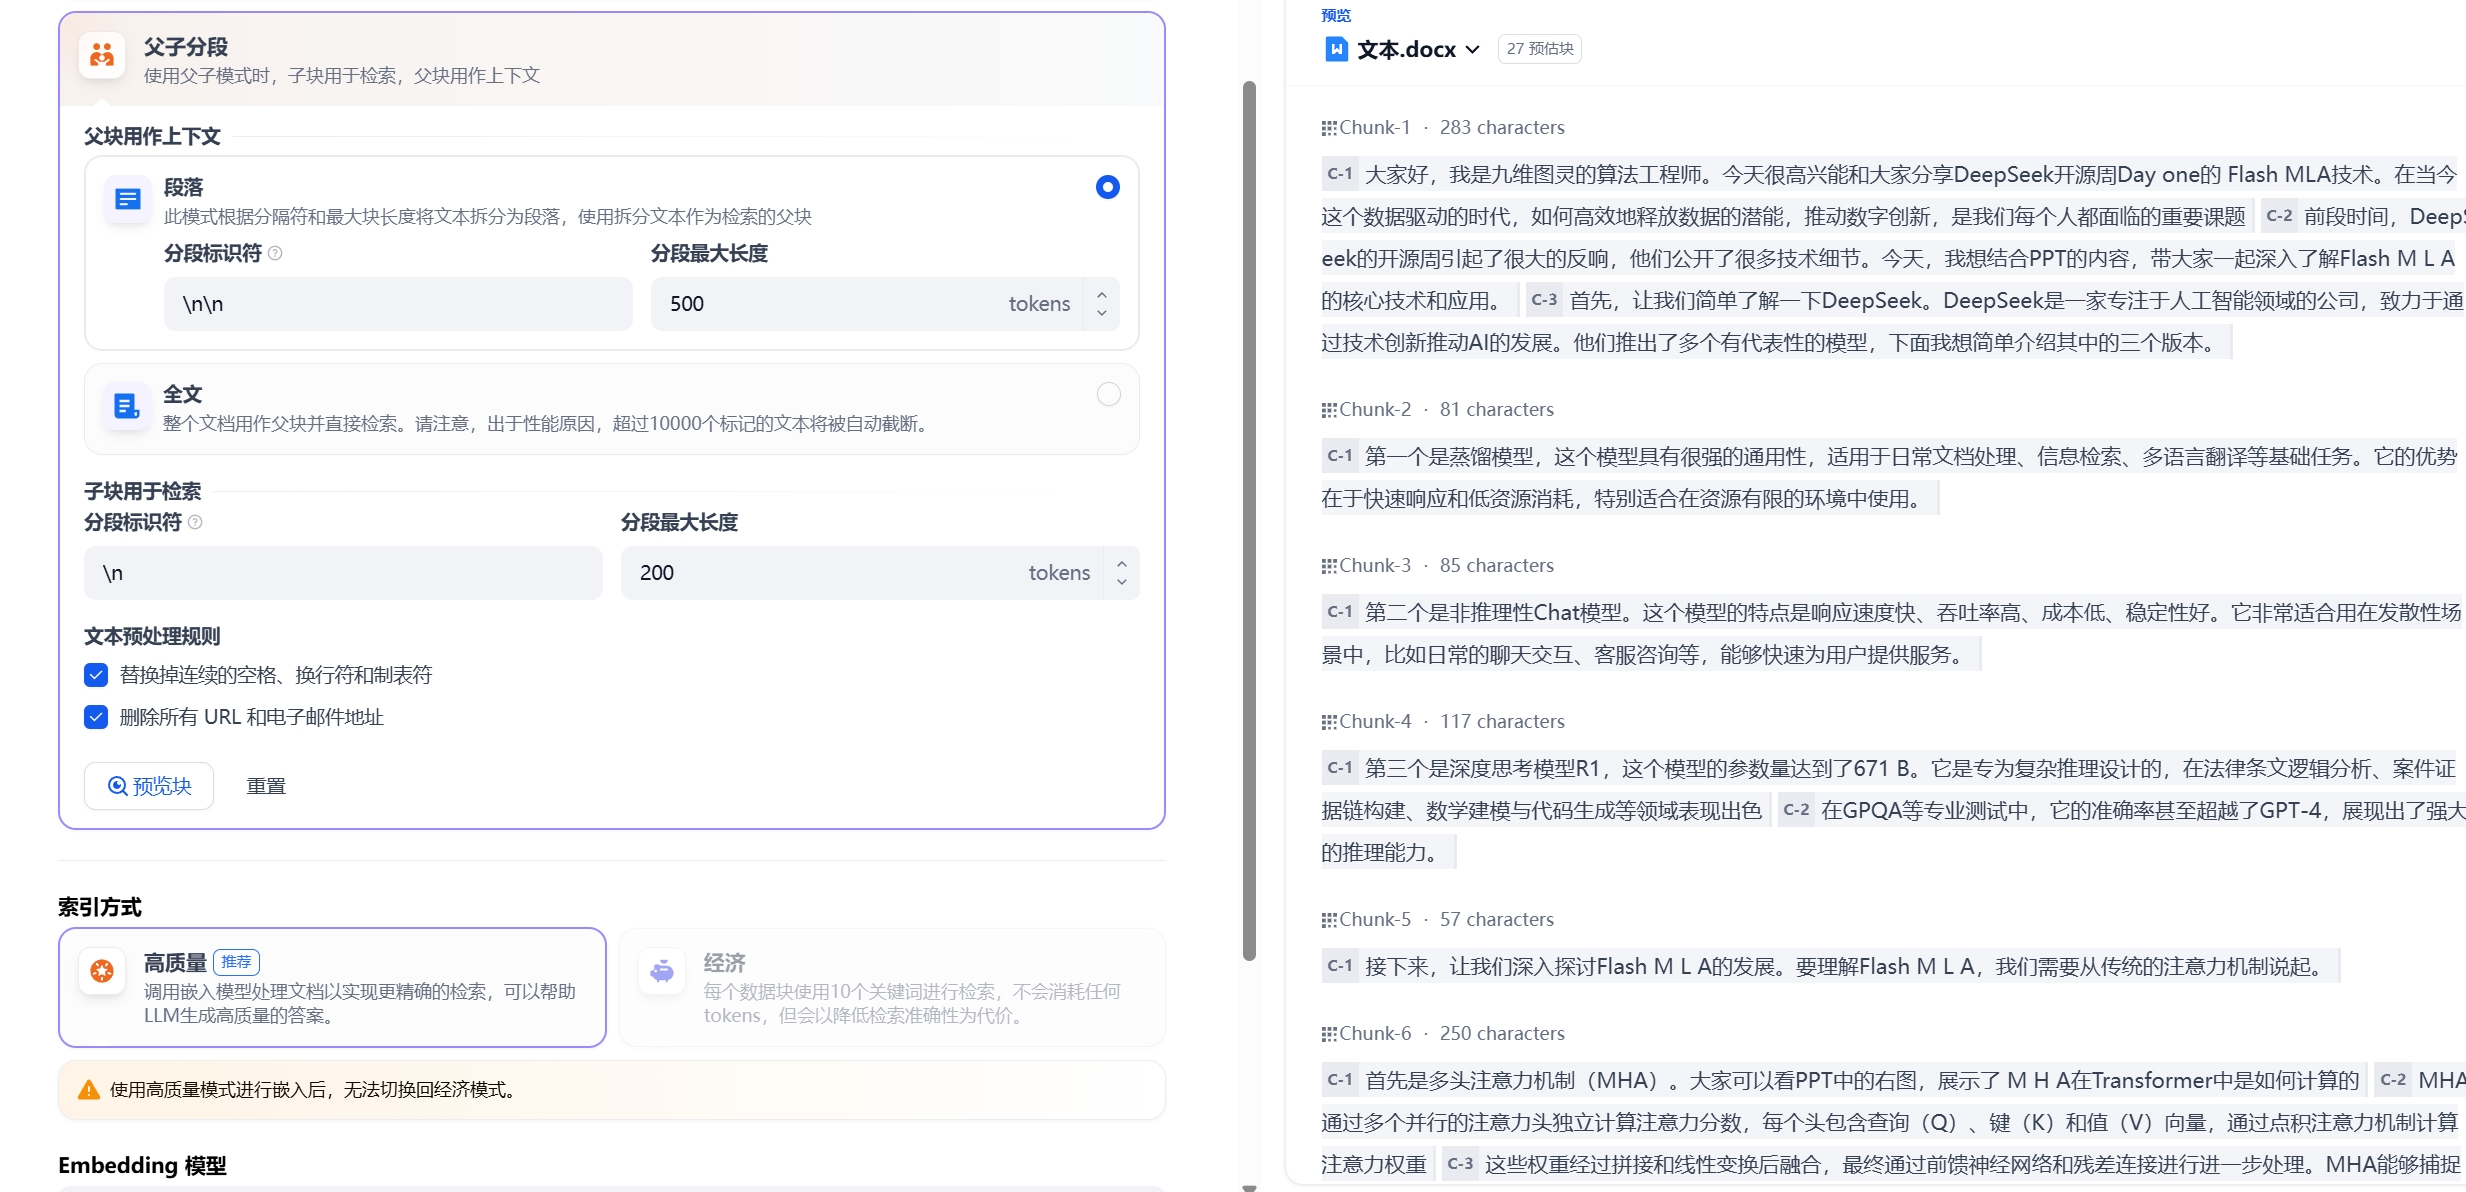 父子分段
使用父子模式时，子块用于检索，父块用作上下文
父块用作上下文
段落
此模式根据分隔符和最大块长度将文本拆分为段落，使用拆分文本作为检索的父块
分段标识符 分段最大长度
\n\n 500 tokens
全文
整个文档用作父块并直接检索。请注意，出于性能原因，超过10000个标记的文本将被自动截断。
子块用于检索
分段标识符 分段最大长度
\n 200 tokens
文本预处理规则
替换掉连续的空格、换行符和制表符
删除所有 URL 和电子邮件地址
预览块 重置
索引方式
高质量 推荐
调用嵌入模型处理文档以实现更精确的检索，可以帮助
LLM生成高质量的答案。
经济
每个数据块使用10个关键词进行检索，不会消耗任何
tokens，但会以降低检索准确性为代价。
使用高质量模式进行嵌入后，无法切换回经济模式。
Embedding 模型
预览
文本.docx 27 预估块
Chunk-1 · 283 characters
C-1 大家好，我是九维图灵的算法工程师。今天很高兴能和大家分享DeepSeek开源周Day one的 Flash MLA技术。在当今
这个数据驱动的时代，如何高效地释放数据的潜能，推动数字创新，是我们每个人都面临的重要课题 C-2 前段时间，DeepS
eek的开源周引起了很大的反响，他们公开了很多技术细节。今天，我想结合PPT的内容，带大家一起深入了解Flash M L A
的核心技术和应用。 C-3 首先，让我们简单了解一下DeepSeek。DeepSeek是一家专注于人工智能领域的公司，致力于通
过技术创新推动AI的发展。他们推出了多个有代表性的模型，下面我想简单介绍其中的三个版本。
Chunk-2 · 81 characters
C-1 第一个是蒸馏模型，这个模型具有很强的通用性，适用于日常文档处理、信息检索、多语言翻译等基础任务。它的优势
在于快速响应和低资源消耗，特别适合在资源有限的环境中使用。
Chunk-3 · 85 characters
C-1 第二个是非推理性Chat模型。这个模型的特点是响应速度快、吞吐率高、成本低、稳定性好。它非常适合用在发散性场
景中，比如日常的聊天交互、客服咨询等，能够快速为用户提供服务。
Chunk-4 · 117 characters
C-1 第三个是深度思考模型R1，这个模型的参数量达到了671 B。它是专为复杂推理设计的，在法律条文逻辑分析、案件证
据链构建、数学建模与代码生成等领域表现出色 C-2 在GPQA等专业测试中，它的准确率甚至超越了GPT-4，展现出了强大
的推理能力。
Chunk-5 · 57 characters
C-1 接下来，让我们深入探讨Flash M L A的发展。要理解Flash M L A，我们需要从传统的注意力机制说起。
Chunk-6 · 250 characters
C-1 首先是多头注意力机制（MHA）。大家可以看PPT中的右图，展示了 M H A在Transformer中是如何计算的 C-2 MHA
通过多个并行的注意力头独立计算注意力分数，每个头包含查询（Q）、键（K）和值（V）向量，通过点积注意力机制计算
注意力权重 C-3 这些权重经过拼接和线性变换后融合，最终通过前馈神经网络和残差连接进行进一步处理。MHA能够捕捉